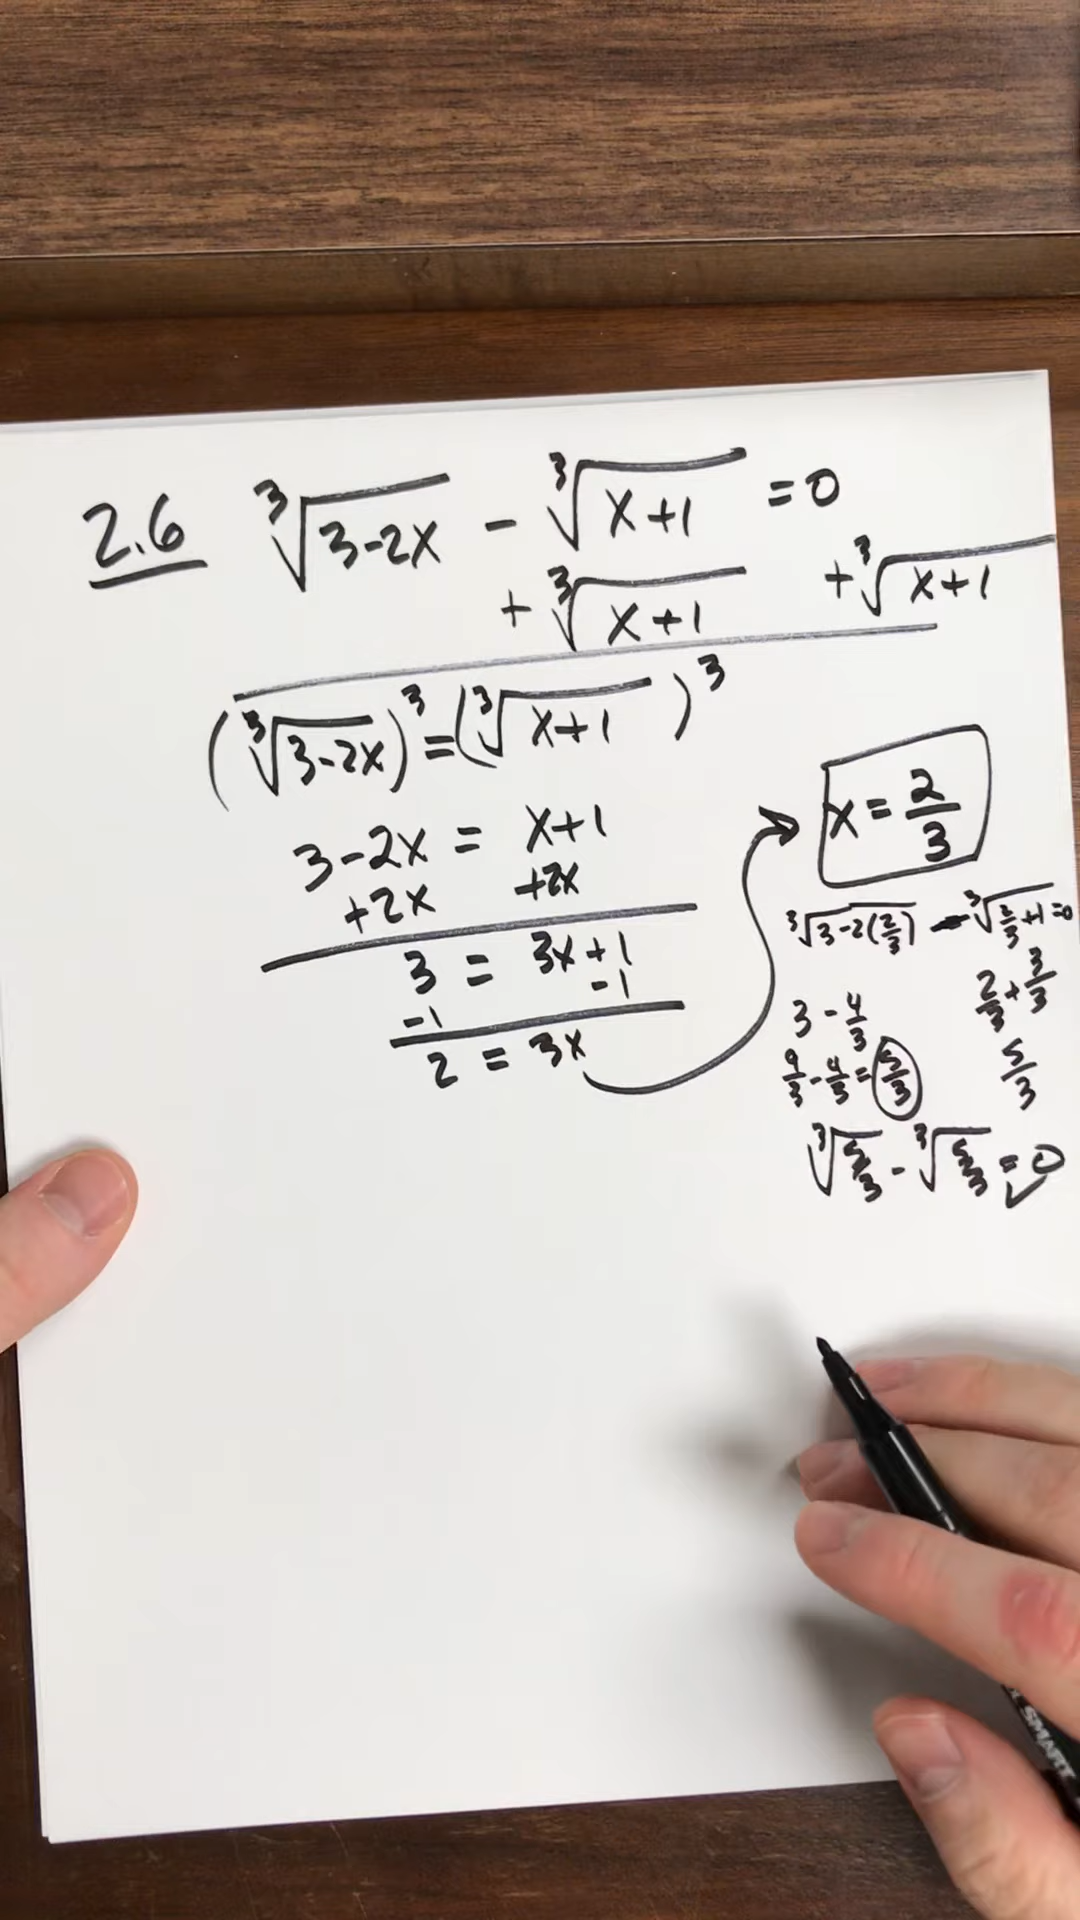 2.6 ∛(3-2x) - ∛(x+1) = 0
+ ∛(x+1) + ∛(x+1)
(∛(3-2x))³ = (∛(x+1))³
3-2x = x+1
+2x +2x
3 = 3x+1
-1 -1
2 = 3x
x = 2/3
∛(3-2(2/3)) - ∛(2/3+1) = 0
3 - 4/3
9/3 - 4/3 = 5/3
2/3 + 3/3
5/3
∛(5/3) - ∛(5/3) = 0 ✓
SMART